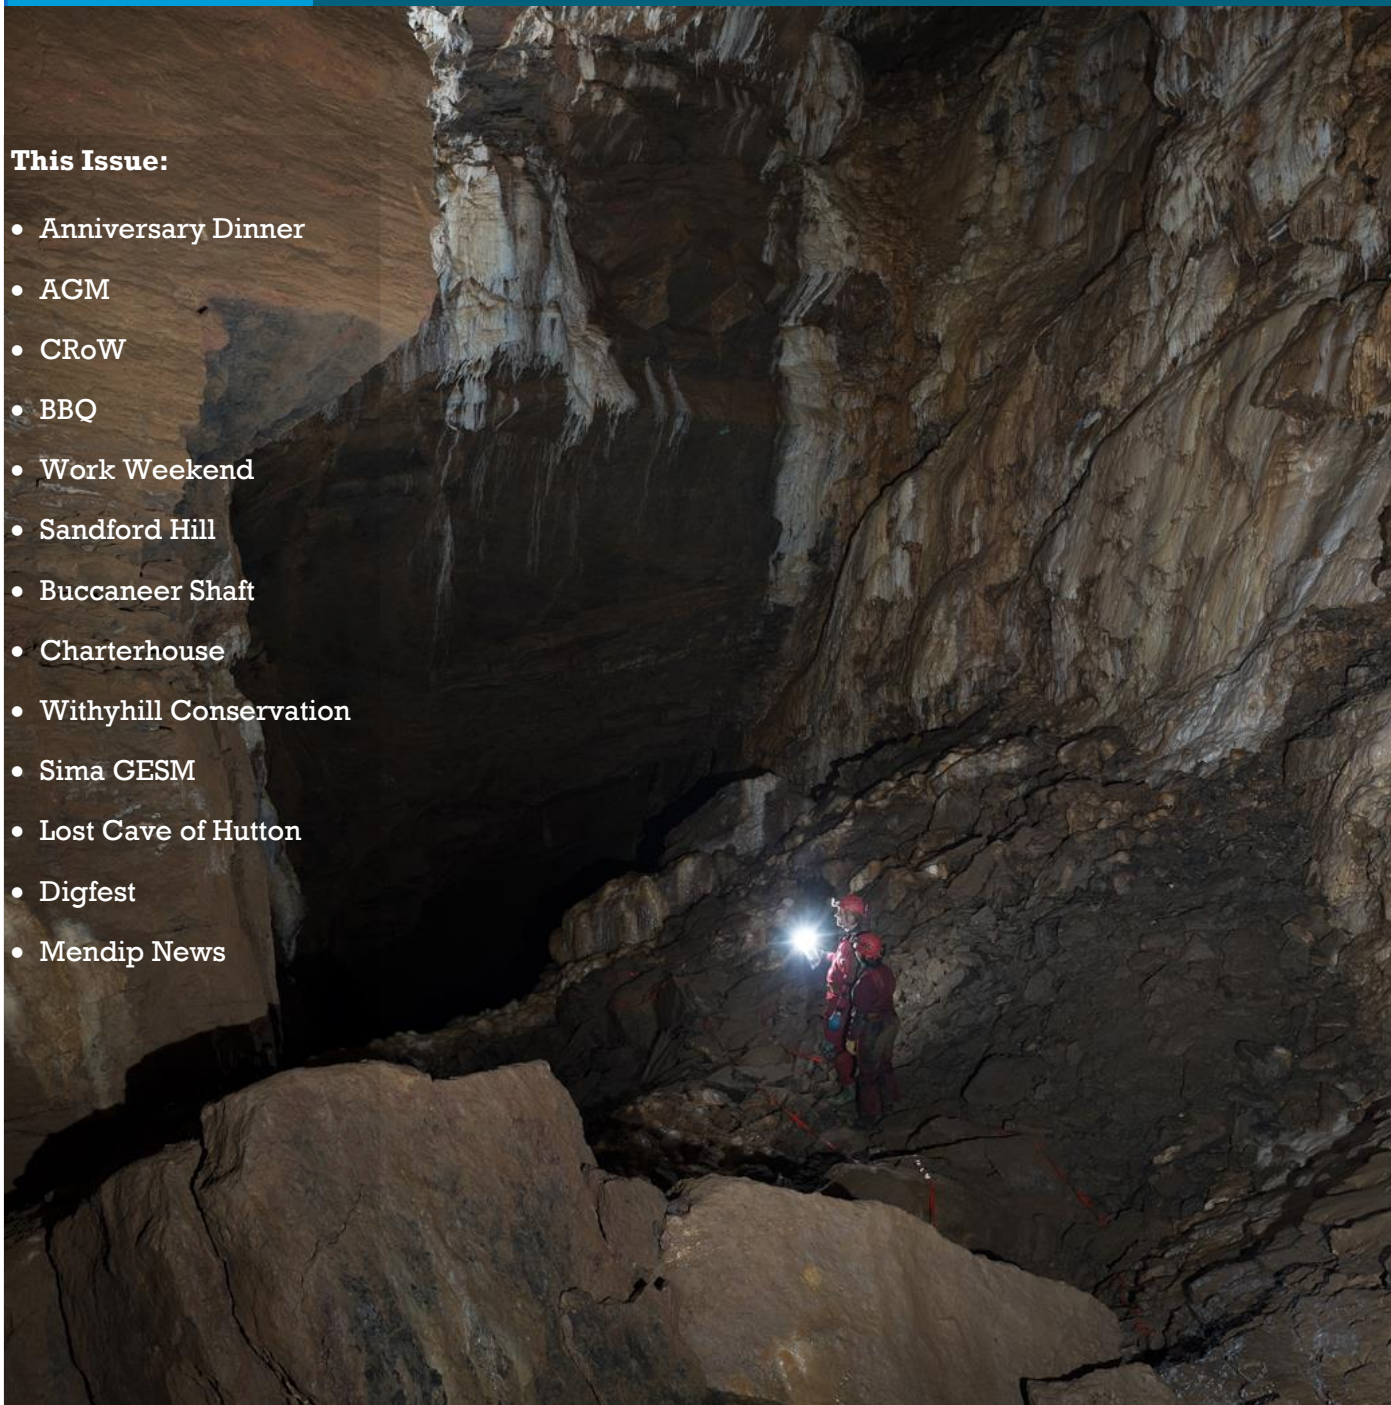 This Issue:
• Anniversary Dinner
• AGM
• CRoW
• BBQ
• Work Weekend
• Sandford Hill
• Buccaneer Shaft
• Charterhouse
• Withyhill Conservation
• Sima GESM
• Lost Cave of Hutton
• Digfest
• Mendip News